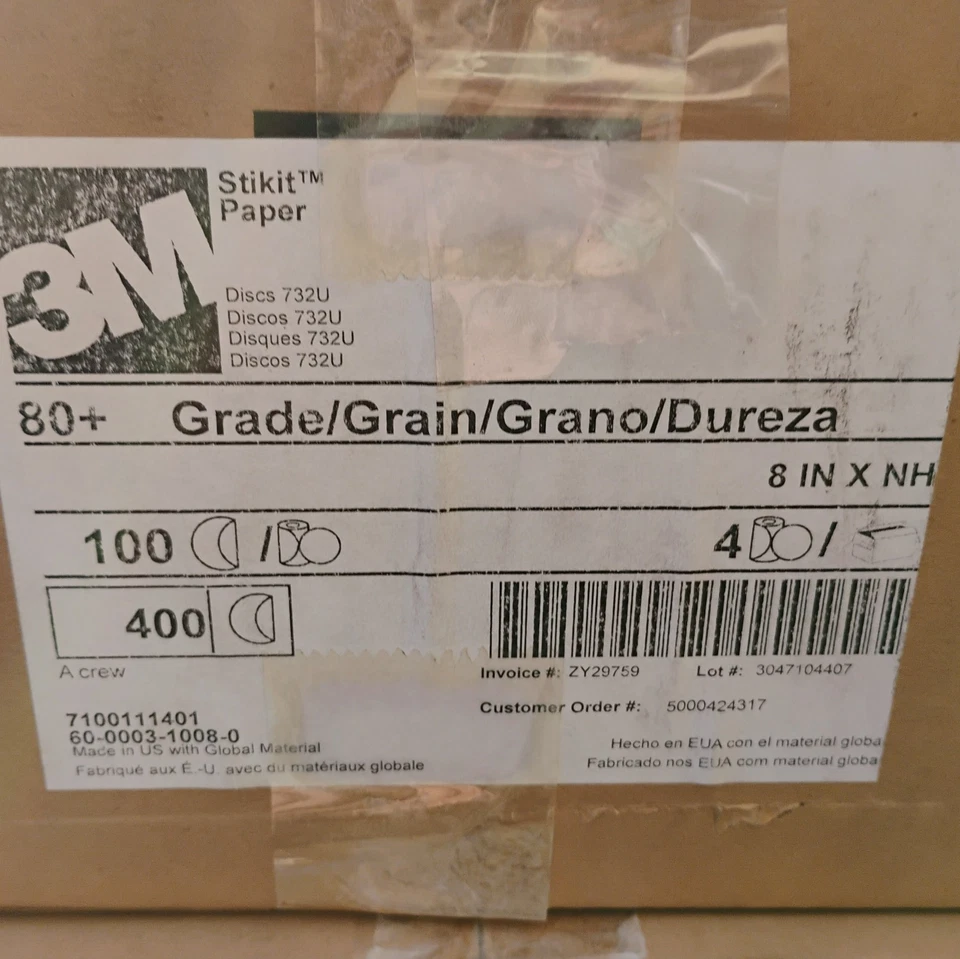 3M
Stikit™
Paper
Discs 732U
Discos 732U
Disques 732U
Discos 732U
80+ Grade/Grain/Grano/Dureza
8 IN X NH
100 / 4 /
400
A crew
Invoice #: ZY29759 Lot #: 3047104407
Customer Order #: 5000424317
7100111401
60-0003-1008-0
Made in US with Global Material
Fabriqué aux É.-U. avec du matériaux globale
Hecho en EUA con el material globa
Fabricado nos EUA com material globa